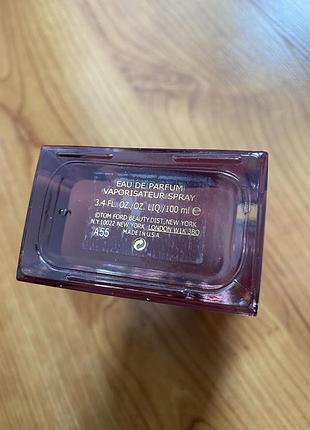 EAU DE PARFUM
VAPORISATEUR SPRAY
3.4 FL. OZ./OZ. LIQ./100 ml ℮
©TOM FORD BEAUTY DIST., NEW YORK,
N.Y 10022 NEW YORK, LONDON W1K 3BQ
A55 MADE IN U.S.A.